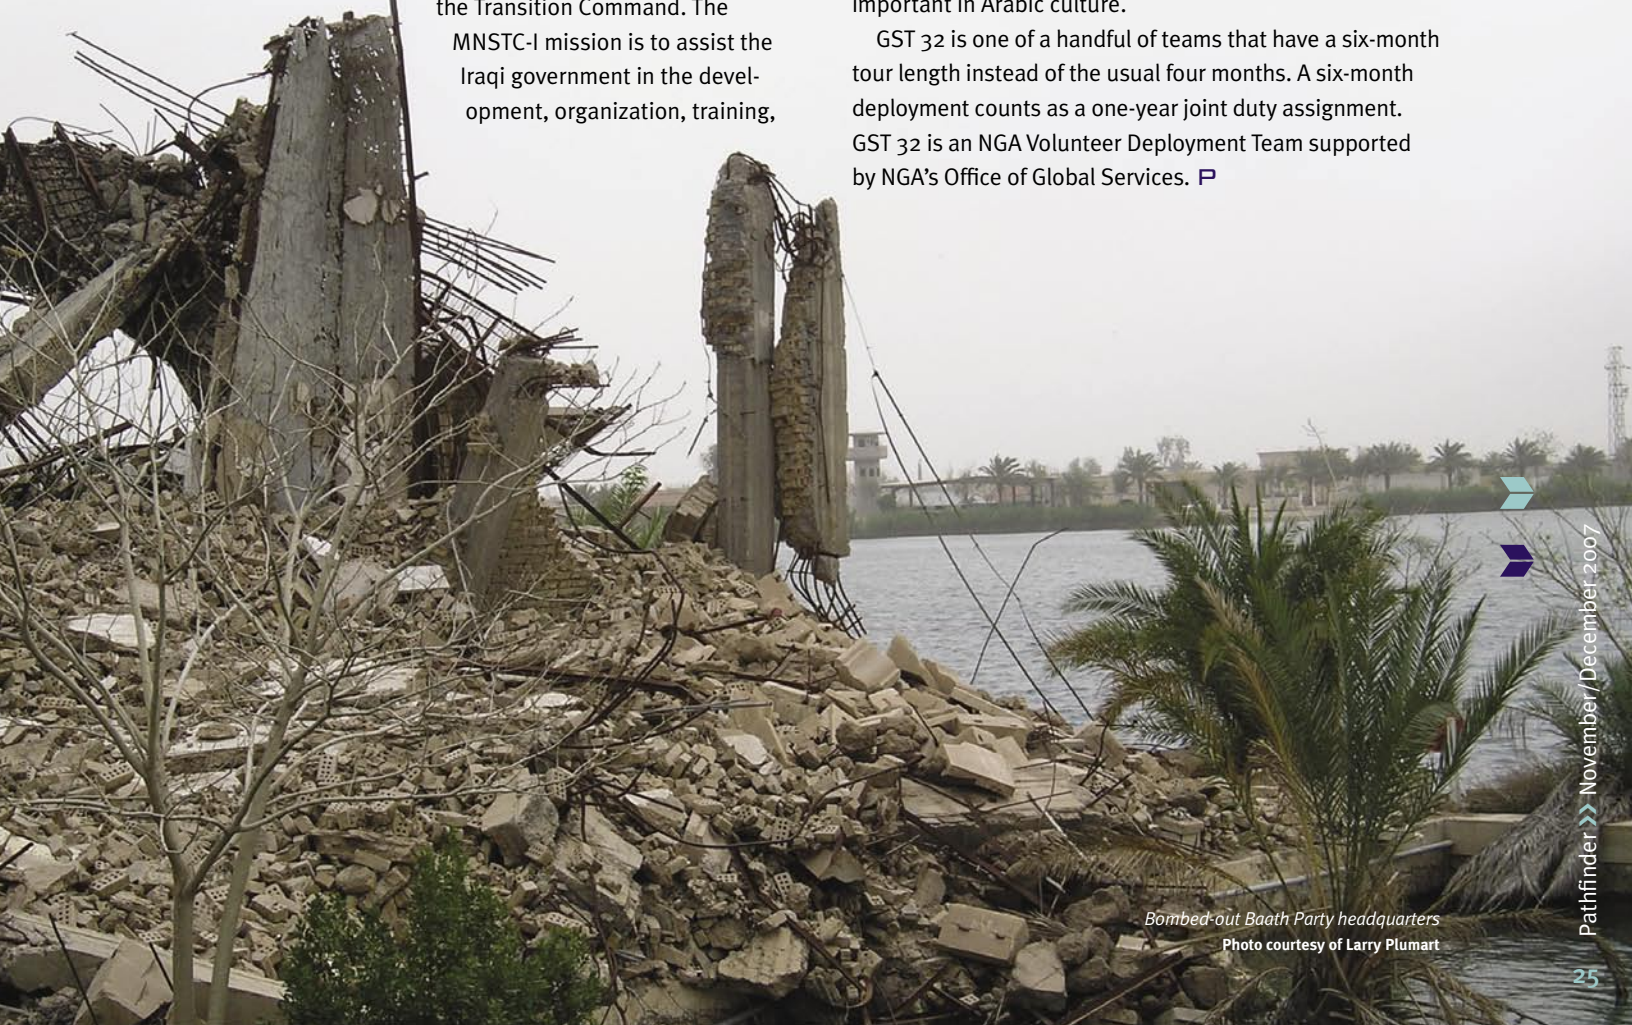 the Transition Command. The
MNSTC-I mission is to assist the
Iraqi government in the devel-
opment, organization, training,
important in Arabic culture.
GST 32 is one of a handful of teams that have a six-month
tour length instead of the usual four months. A six-month
deployment counts as a one-year joint duty assignment.
GST 32 is an NGA Volunteer Deployment Team supported
by NGA’s Office of Global Services. P
Bombed-out Baath Party headquarters
Photo courtesy of Larry Plumart
Pathfinder >> November/December 2007
25